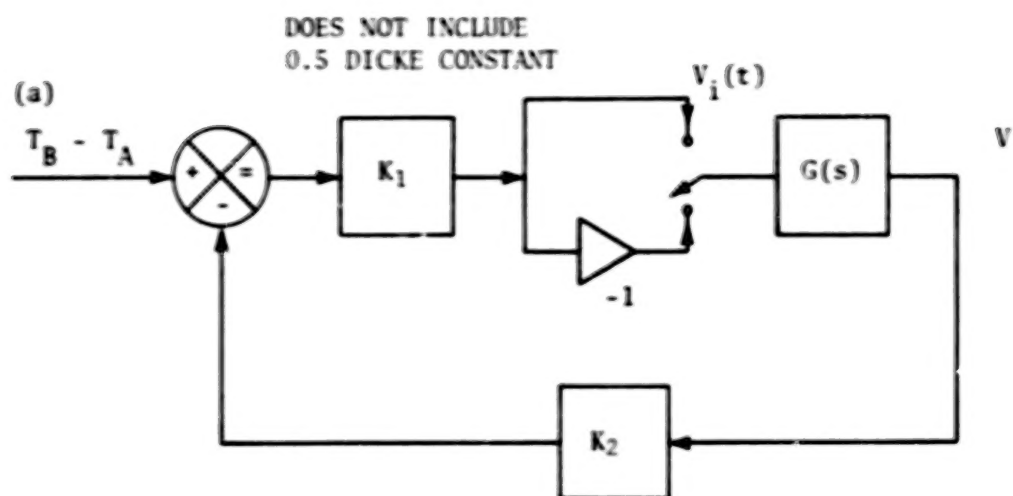 DOES NOT INCLUDE
0.5 DICKE CONSTANT
(a)
V_i(t)
T_B - T_A
V
+
=
-
K_1
G(s)
-1
K_2